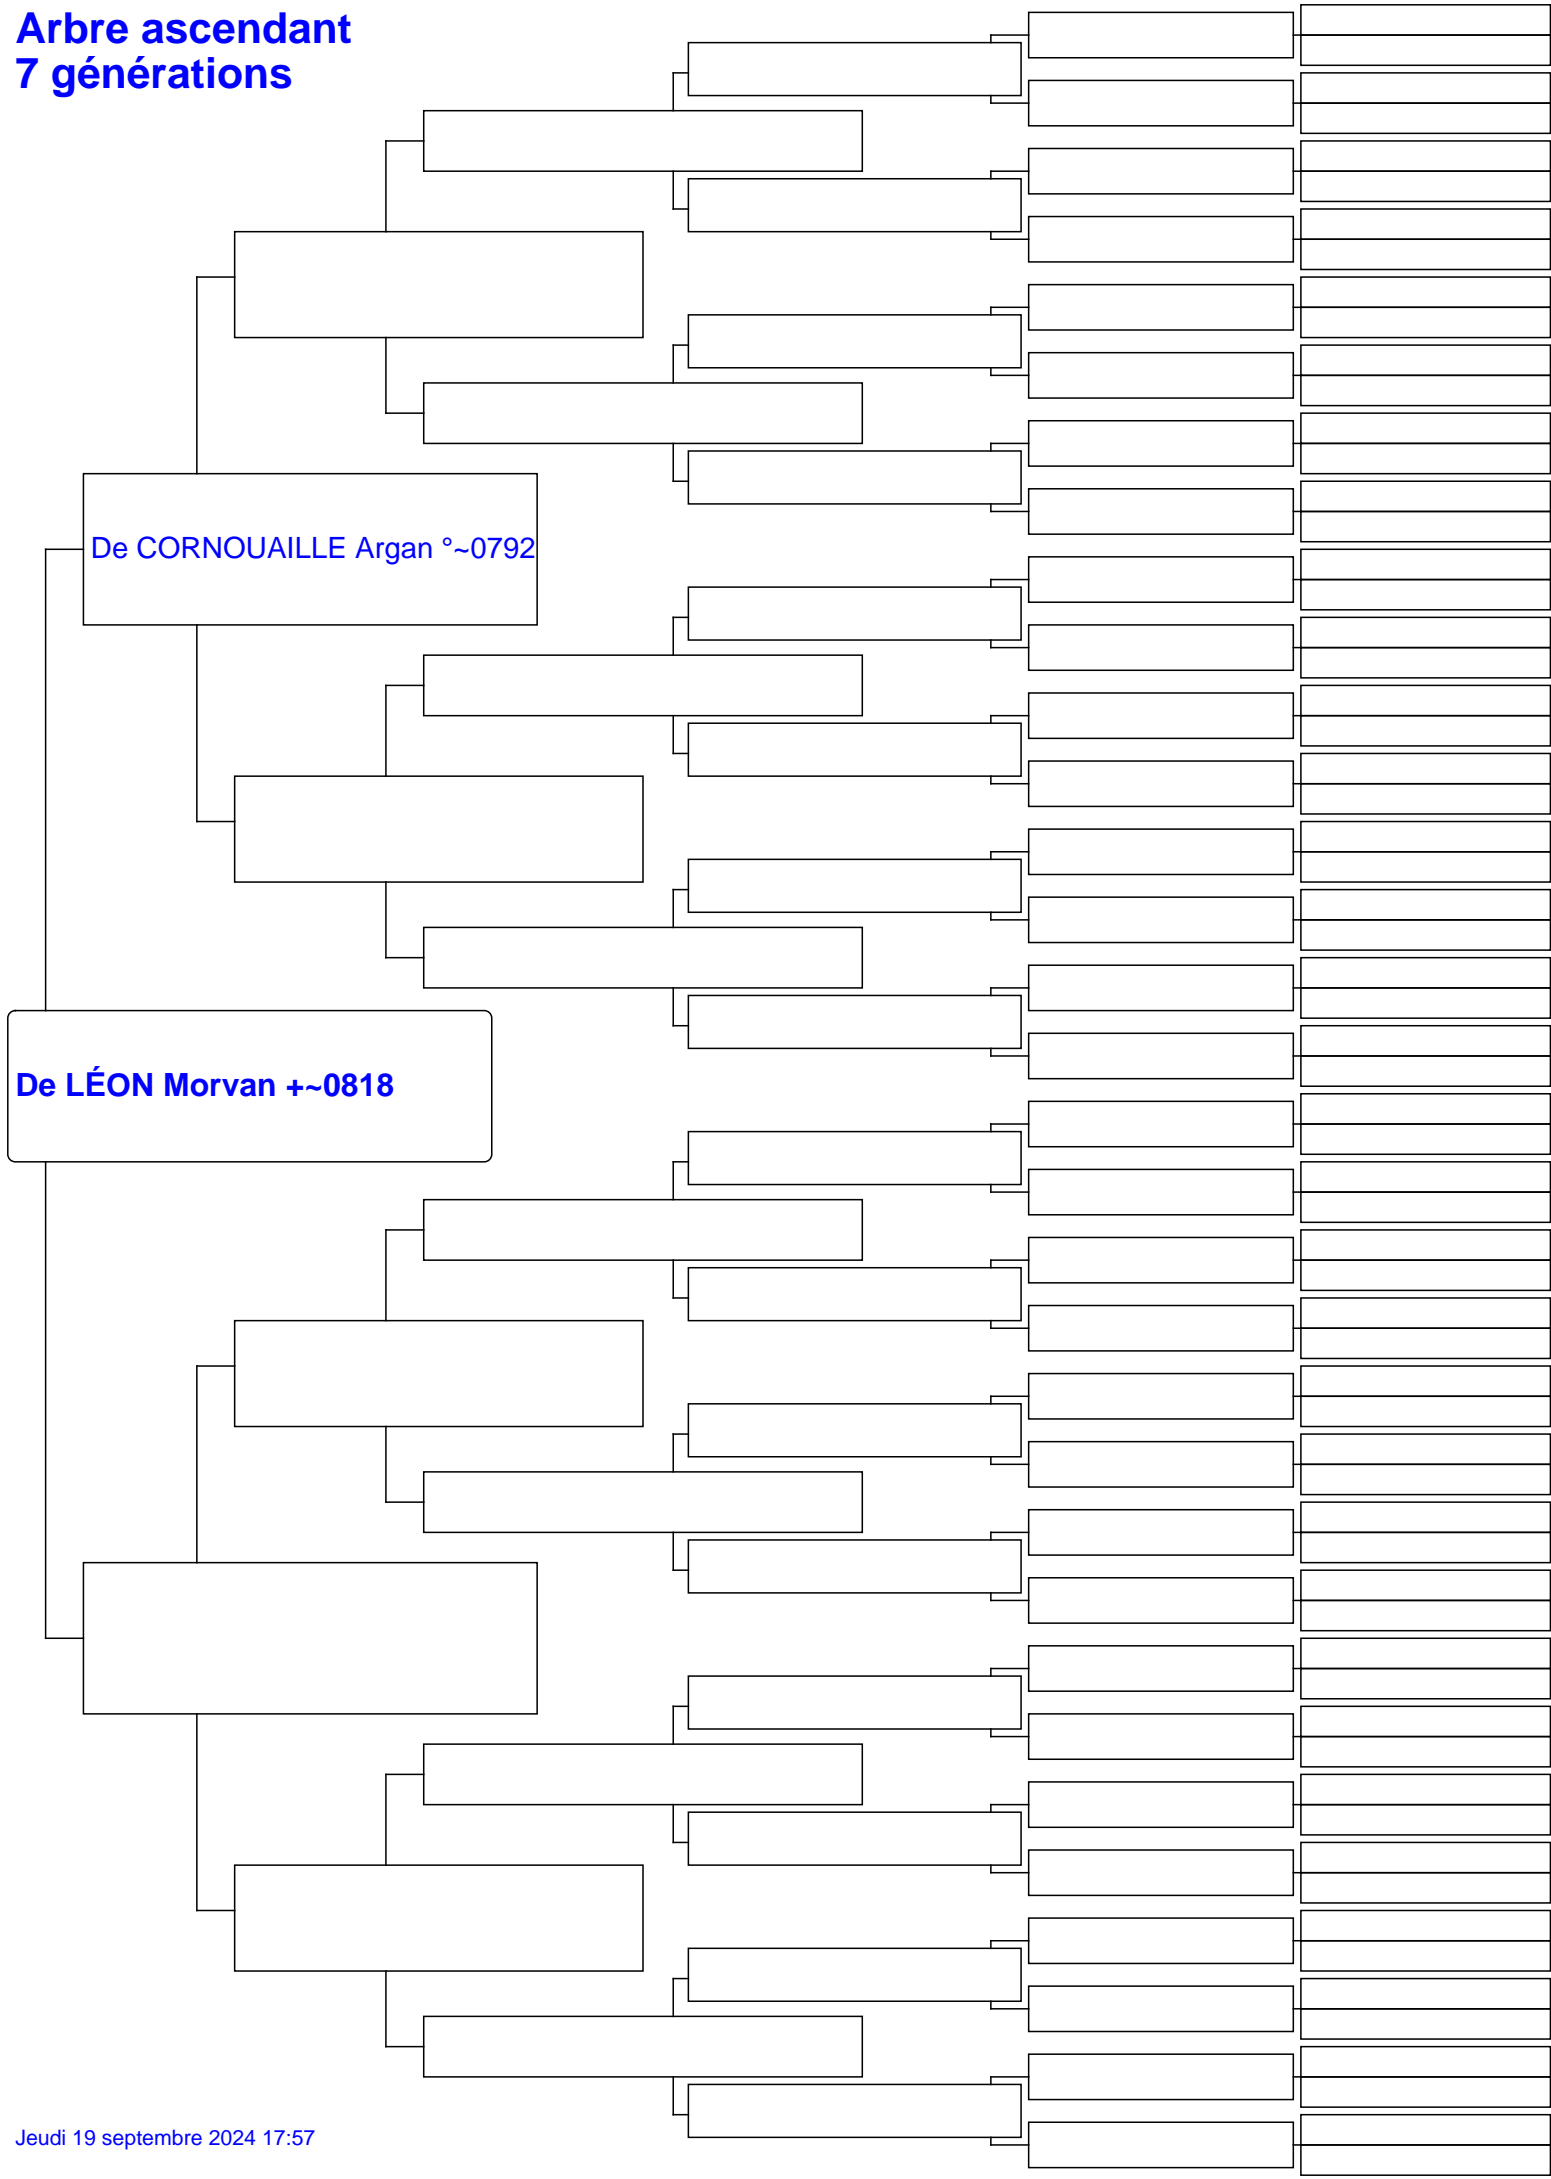 Arbre ascendant
7 générations
De CORNOUAILLE Argan °~0792
De LÉON Morvan +~0818
Jeudi 19 septembre 2024 17:57